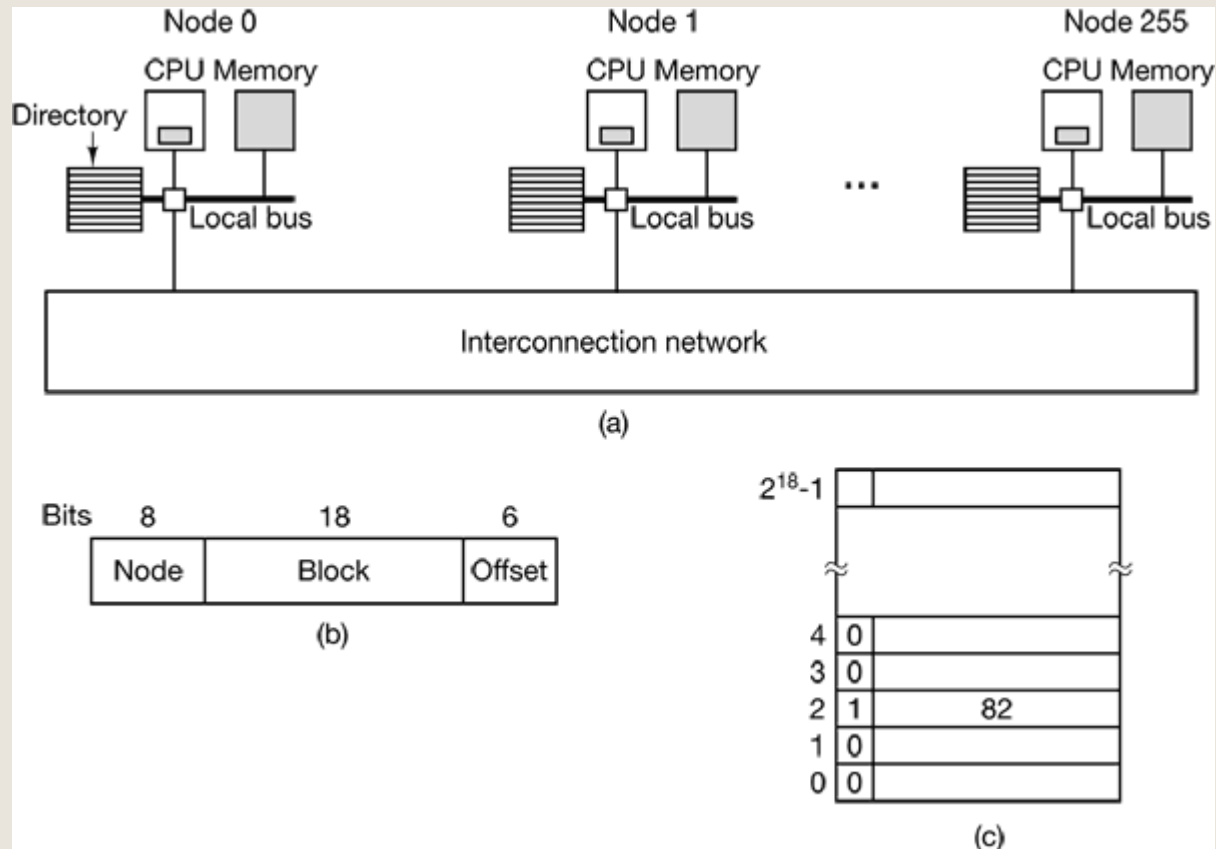 Node 0 Node 1 Node 255
CPU Memory CPU Memory CPU Memory
Directory
...
Local bus Local bus Local bus
Interconnection network
(a)
2^18-1
Bits 8 18 6
Node Block Offset
(b)
4 0
3 0
2 1 82
1 0
0 0
(c)